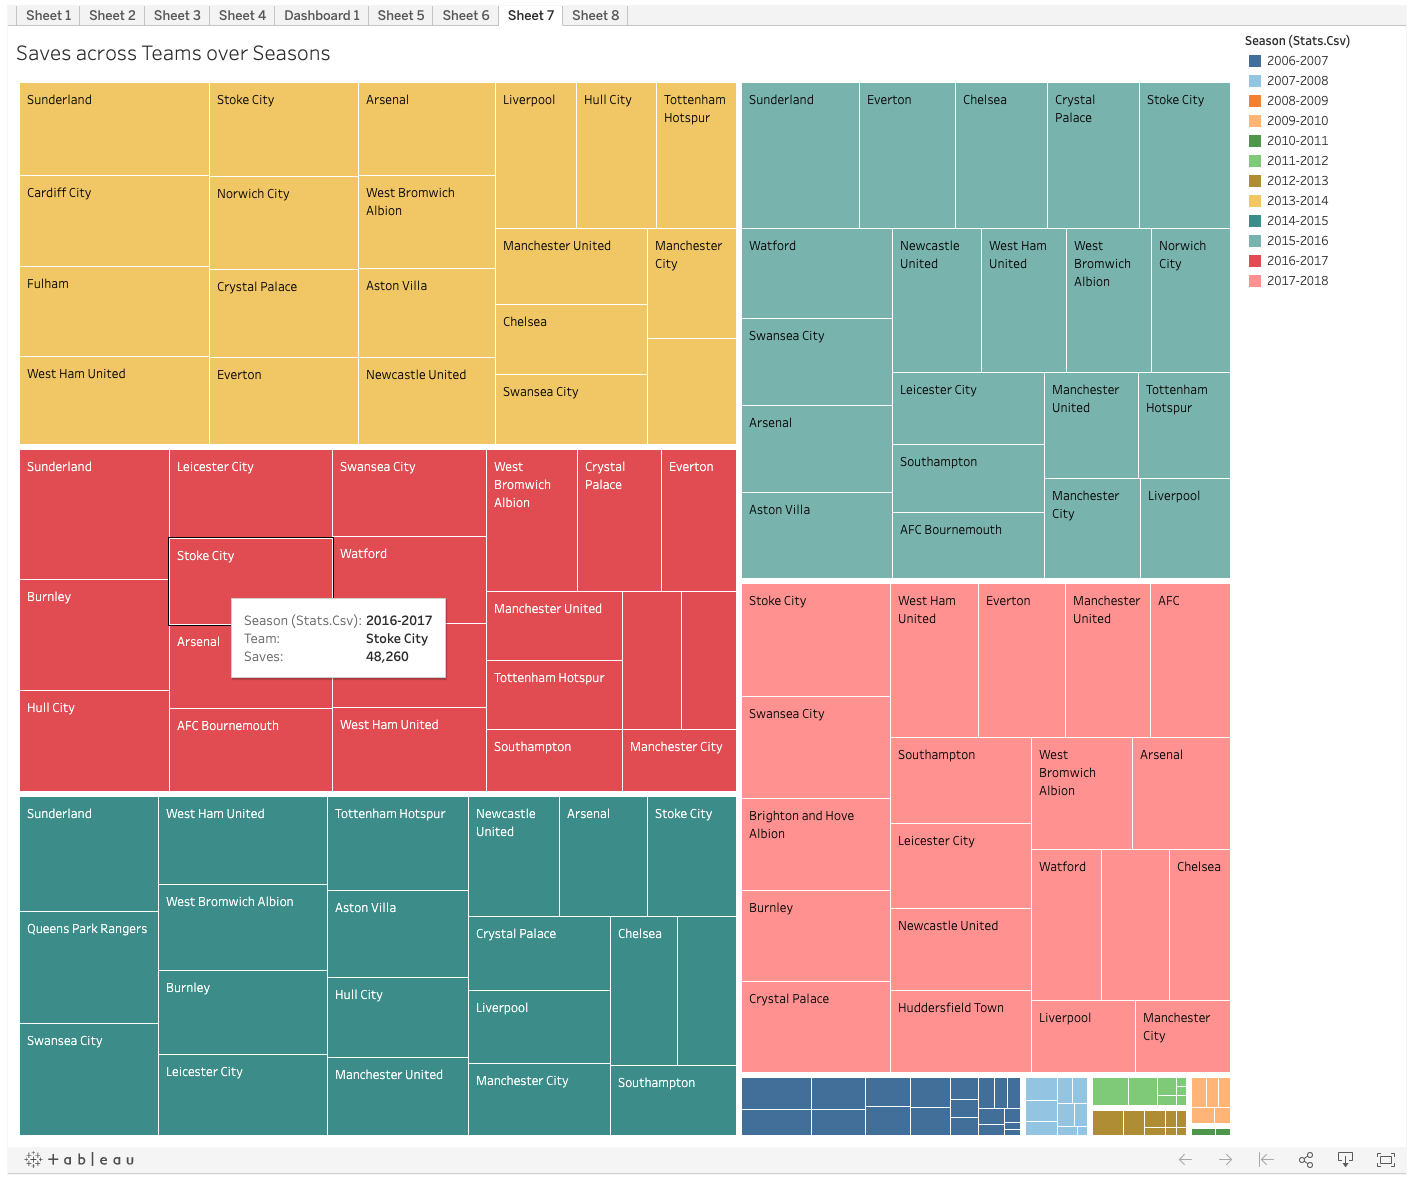 Sheet 1
Sheet 2
Sheet 3
Sheet 4
Dashboard 1
Sheet 5
Sheet 6
Sheet 7
Sheet 8
Saves across Teams over Seasons
Sunderland
Stoke City
Arsenal
Liverpool
Hull City
Tottenham
Hotspur
Cardiff City
Norwich City
West Bromwich
Albion
Manchester United
Manchester
City
Fulham
Crystal Palace
Aston Villa
Chelsea
West Ham United
Everton
Newcastle United
Swansea City
Sunderland
Everton
Chelsea
Crystal
Palace
Stoke City
Watford
Newcastle
United
West Ham
United
West
Bromwich
Albion
Norwich
City
Swansea City
Leicester City
Manchester
United
Tottenham
Hotspur
Arsenal
Southampton
Manchester
City
Liverpool
Aston Villa
AFC Bournemouth
Sunderland
Leicester City
Swansea City
West
Bromwich
Albion
Crystal
Palace
Everton
Stoke City
Watford
Burnley
Manchester United
Arsenal
Tottenham Hotspur
Hull City
AFC Bournemouth
West Ham United
Southampton
Manchester City
Season (Stats.Csv): 2016-2017
Team: Stoke City
Saves: 48,260
Stoke City
West Ham
United
Everton
Manchester
United
AFC
Swansea City
Southampton
West
Bromwich
Albion
Arsenal
Brighton and Hove
Albion
Leicester City
Watford
Chelsea
Burnley
Newcastle United
Crystal Palace
Huddersfield Town
Liverpool
Manchester
City
Sunderland
West Ham United
Tottenham Hotspur
Newcastle
United
Arsenal
Stoke City
West Bromwich Albion
Aston Villa
Queens Park Rangers
Crystal Palace
Chelsea
Burnley
Hull City
Liverpool
Swansea City
Leicester City
Manchester United
Manchester City
Southampton
Season (Stats.Csv)
2006-2007
2007-2008
2008-2009
2009-2010
2010-2011
2011-2012
2012-2013
2013-2014
2014-2015
2015-2016
2016-2017
2017-2018
+ableau